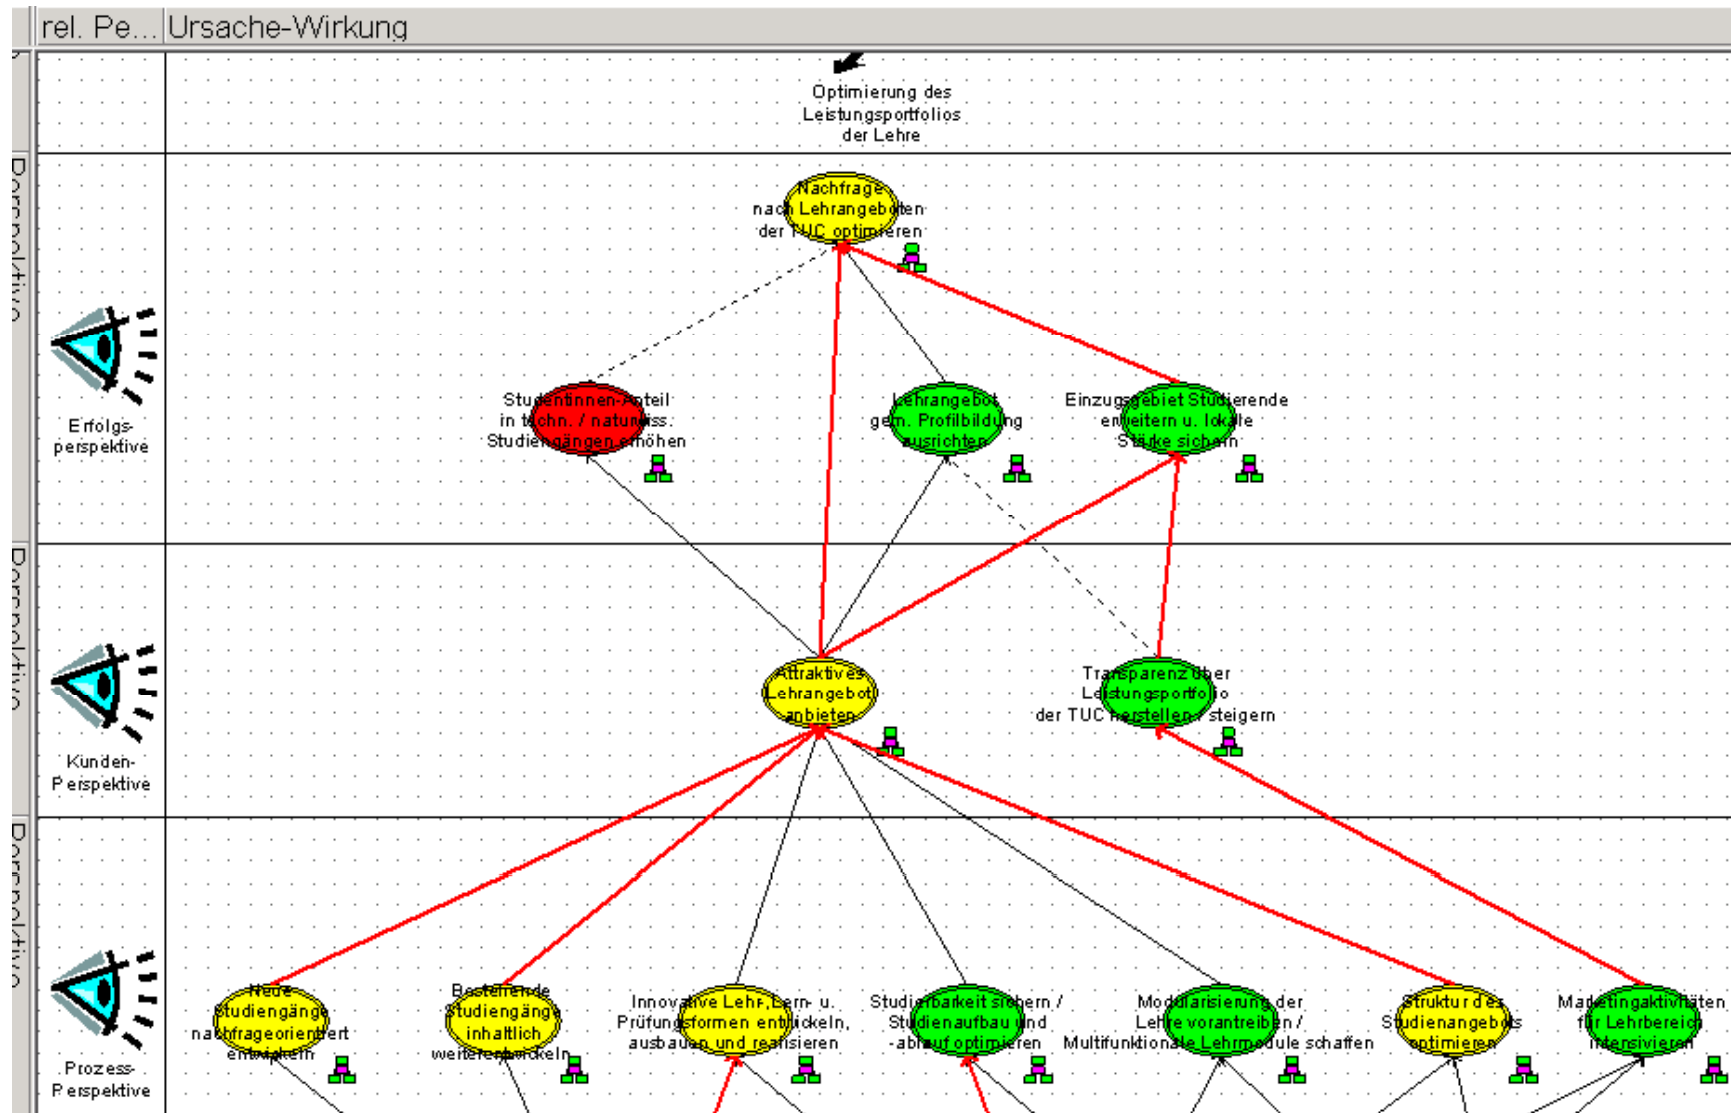 rel. Pe... Ursache-Wirkung
Optimierung des
Leistungsportfolios
der Lehre
Perspektive
Nachfrage
nach Lehrangeboten
der TUC optimieren
Erfolgs-
perspektive
Studentinnen-Anteil
in techn. / naturwiss.
Studiengängen erhöhen
Lehrangebot
gem. Profilbildung
ausrichten
Einzugsgebiet Studierende
erweitern u. lokale
Stärke sichern
Perspektive
Kunden-
Perspektive
Attraktives
Lehrangebot
anbieten
Transparenz über
Leistungsportfolio
der TUC herstellen / steigern
Perspektive
Prozess-
Perspektive
Neue
Studiengänge
nachfrageorientiert
entwickeln
Bestehende
Studiengänge
inhaltlich
weiterentwickeln
Innovative Lehr,Lern- u.
Prüfungsformen entwickeln,
ausbauen und realisieren
Studierbarkeit sichern /
Studienaufbau und
-ablauf optimieren
Modularisierung der
Lehre vorantreiben /
Multifunktionale Lehrmodule schaffen
Struktur des
Studienangebots
optimieren
Marketingaktivitäten
für Lehrbereich
intensivieren